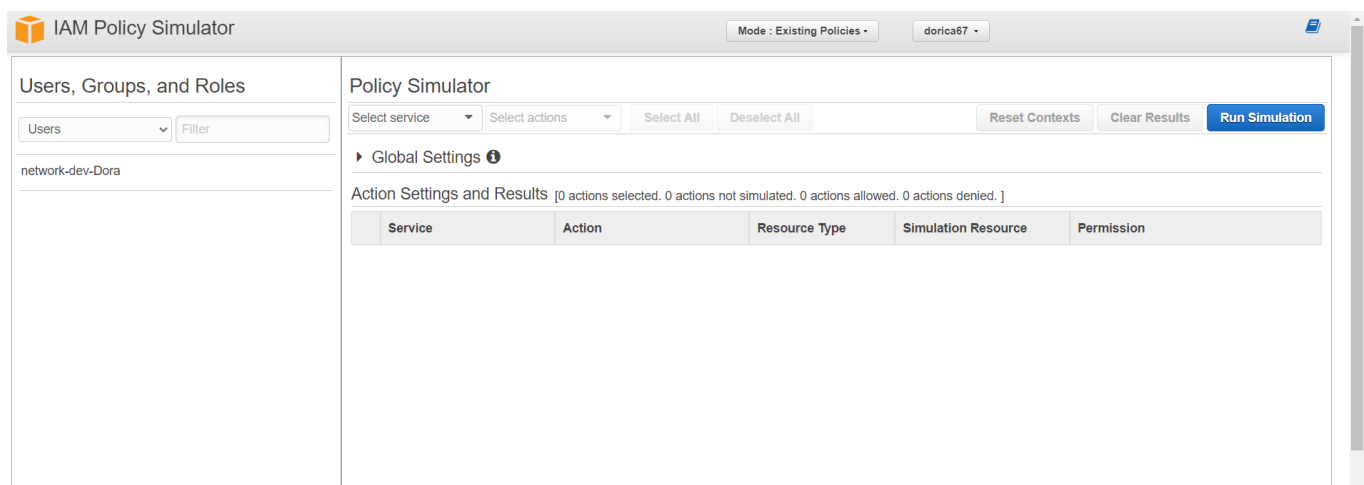 IAM Policy Simulator
Mode : Existing Policies
dorica67
Users, Groups, and Roles
Users
Filter
network-dev-Dora
Policy Simulator
Select service
Select actions
Select All
Deselect All
Reset Contexts
Clear Results
Run Simulation
Global Settings
Action Settings and Results [0 actions selected. 0 actions not simulated. 0 actions allowed. 0 actions denied. ]
Service Action Resource Type Simulation Resource Permission